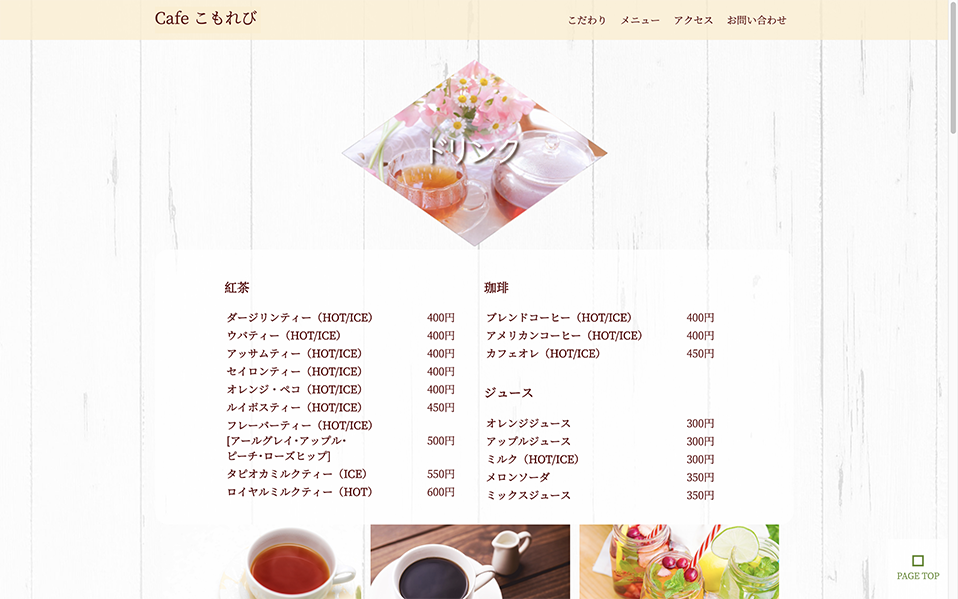 Cafe こもれび
こだわり メニュー アクセス お問い合わせ
ドリンク
紅茶
ダージリンティー（HOT/ICE） 400円
ウバティー（HOT/ICE） 400円
アッサムティー（HOT/ICE） 400円
セイロンティー（HOT/ICE） 400円
オレンジ・ペコ（HOT/ICE） 400円
ルイボスティー（HOT/ICE） 450円
フレーバーティー（HOT/ICE）
[アールグレイ・アップル・ 500円
ピーチ・ローズヒップ]
タピオカミルクティー（ICE） 550円
ロイヤルミルクティー（HOT） 600円
珈琲
ブレンドコーヒー（HOT/ICE） 400円
アメリカンコーヒー（HOT/ICE） 400円
カフェオレ（HOT/ICE） 450円
ジュース
オレンジジュース 300円
アップルジュース 300円
ミルク（HOT/ICE） 300円
メロンソーダ 350円
ミックスジュース 350円
PAGE TOP